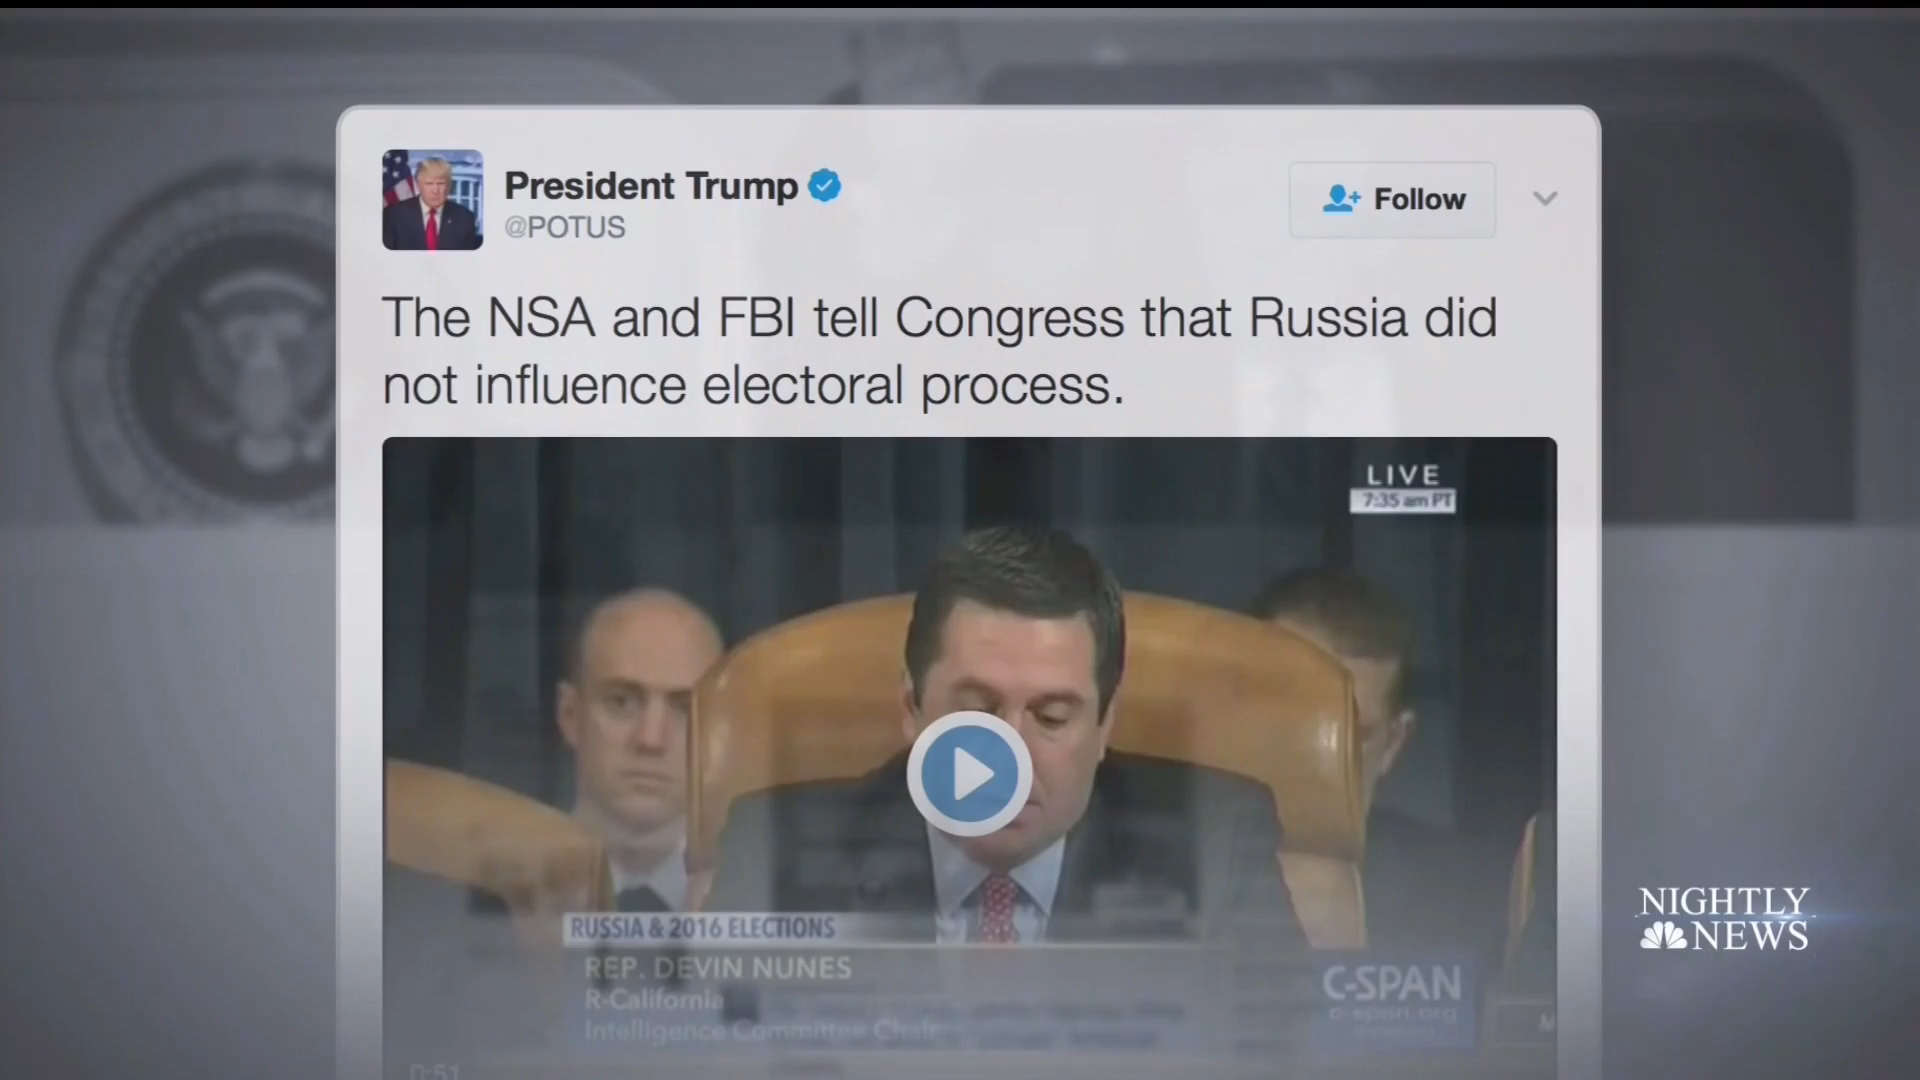 President Trump
@POTUS
Follow
The NSA and FBI tell Congress that Russia did
not influence electoral process.
LIVE
7:35 am PT
RUSSIA & 2016 ELECTIONS
REP. DEVIN NUNES
R-California
Intelligence Committee Chair
C-SPAN
c-span.org
0:51
NIGHTLY
NEWS